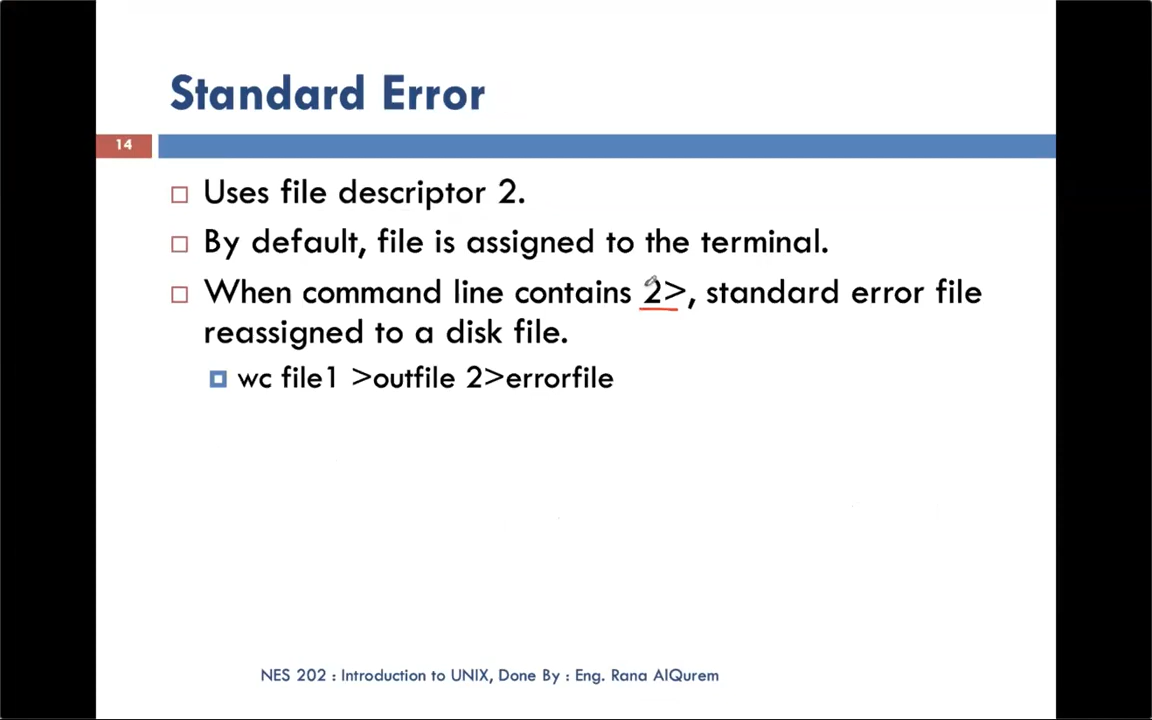 Standard Error
14
Uses file descriptor 2.
By default, file is assigned to the terminal.
When command line contains 2>, standard error file
reassigned to a disk file.
wc file1 >outfile 2>errorfile
NES 202 : Introduction to UNIX, Done By : Eng. Rana AlQurem